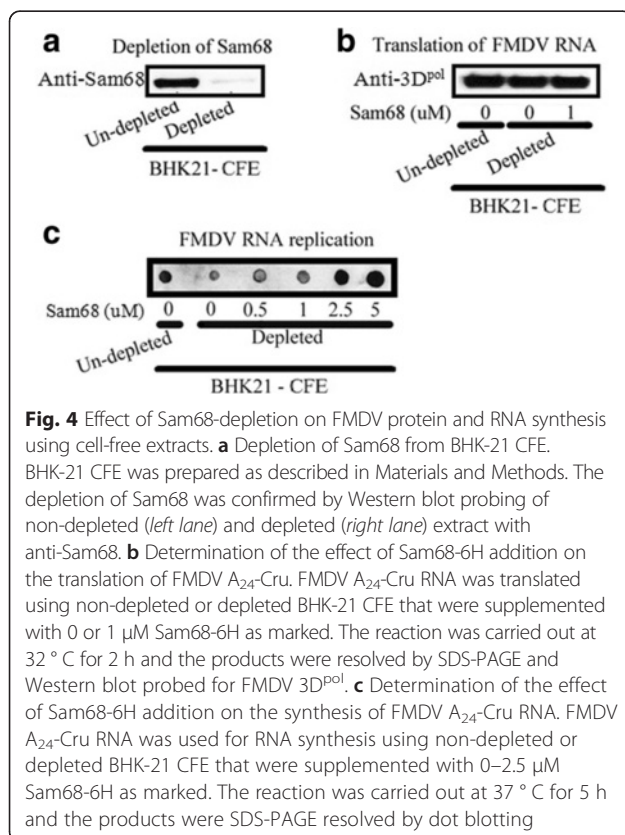 a
Depletion of Sam68
Anti-Sam68
Un-depleted
Depleted
BHK21- CFE
b
Translation of FMDV RNA
Anti-3Dᵖᵒˡ
Sam68 (uM) 0 0 1
Un-depleted
Depleted
BHK21- CFE
c
FMDV RNA replication
Sam68 (uM) 0 0 0.5 1 2.5 5
Un-depleted
Depleted
BHK21 - CFE
Fig. 4 Effect of Sam68-depletion on FMDV protein and RNA synthesis
using cell-free extracts. a Depletion of Sam68 from BHK-21 CFE.
BHK-21 CFE was prepared as described in Materials and Methods. The
depletion of Sam68 was confirmed by Western blot probing of
non-depleted (left lane) and depleted (right lane) extract with
anti-Sam68. b Determination of the effect of Sam68-6H addition on
the translation of FMDV A₂₄-Cru. FMDV A₂₄-Cru RNA was translated
using non-depleted or depleted BHK-21 CFE that were supplemented
with 0 or 1 μM Sam68-6H as marked. The reaction was carried out at
32 ° C for 2 h and the products were resolved by SDS-PAGE and
Western blot probed for FMDV 3Dᵖᵒˡ. c Determination of the effect
of Sam68-6H addition on the synthesis of FMDV A₂₄-Cru RNA. FMDV
A₂₄-Cru RNA was used for RNA synthesis using non-depleted or
depleted BHK-21 CFE that were supplemented with 0–2.5 μM
Sam68-6H as marked. The reaction was carried out at 37 ° C for 5 h
and the products were SDS-PAGE resolved by dot blotting